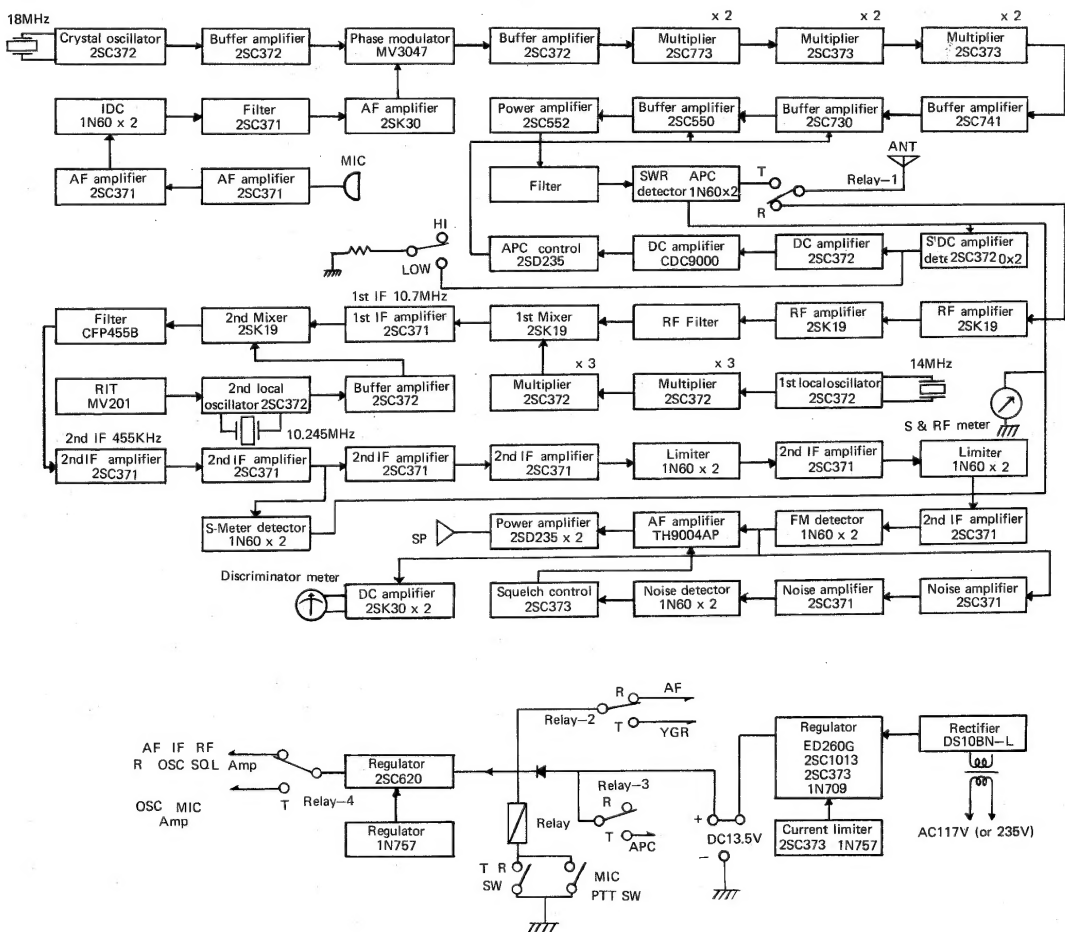 18MHz
Crystal oscillator
2SC372
Buffer amplifier
2SC372
Phase modulator
MV3047
Buffer amplifier
2SC372
x 2
Multiplier
2SC773
x 2
Multiplier
2SC373
x 2
Multiplier
2SC373
IDC
1N60 x 2
Filter
2SC371
AF amplifier
2SK30
Power amplifier
2SC552
Buffer amplifier
2SC550
Buffer amplifier
2SC730
Buffer amplifier
2SC741
AF amplifier
2SC371
AF amplifier
2SC371
MIC
Filter
SWR APC
detector 1N60x2
T
R
Relay-1
ANT
HI
LOW
APC control
2SD235
DC amplifier
CDC9000
DC amplifier
2SC372
S'DC amplifier
dete 2SC372 0x2
Filter
CFP455B
2nd Mixer
2SK19
1st IF 10.7MHz
1st IF amplifier
2SC371
1st Mixer
2SK19
RF Filter
RF amplifier
2SK19
RF amplifier
2SK19
RIT
MV201
2nd local
oscillator 2SC372
10.245MHz
Buffer amplifier
2SC372
x 3
Multiplier
2SC372
x 3
Multiplier
2SC372
1st local oscillator
2SC372
14MHz
S & RF meter
2nd IF 455KHz
2nd IF amplifier
2SC371
2nd IF amplifier
2SC371
2nd IF amplifier
2SC371
2nd IF amplifier
2SC371
Limiter
1N60 x 2
2nd IF amplifier
2SC371
Limiter
1N60 x 2
S-Meter detector
1N60 x 2
SP
Power amplifier
2SD235 x 2
AF amplifier
TH9004AP
FM detector
1N60 x 2
2nd IF amplifier
2SC371
Discriminator meter
DC amplifier
2SK30 x 2
Squelch control
2SC373
Noise detector
1N60 x 2
Noise amplifier
2SC371
Noise amplifier
2SC371
AF IF RF
R OSC SQL Amp
OSC MIC T
Amp
Relay-4
Regulator
2SC620
Regulator
1N757
Relay-2
R AF
T YGR
Relay
Relay-3
R
T APC
T R
SW
MIC
PTT SW
+
DC13.5V
-
Regulator
ED260G
2SC1013
2SC373
1N709
Current limiter
2SC373 1N757
Rectifier
DS10BN-L
AC117V (or 235V)